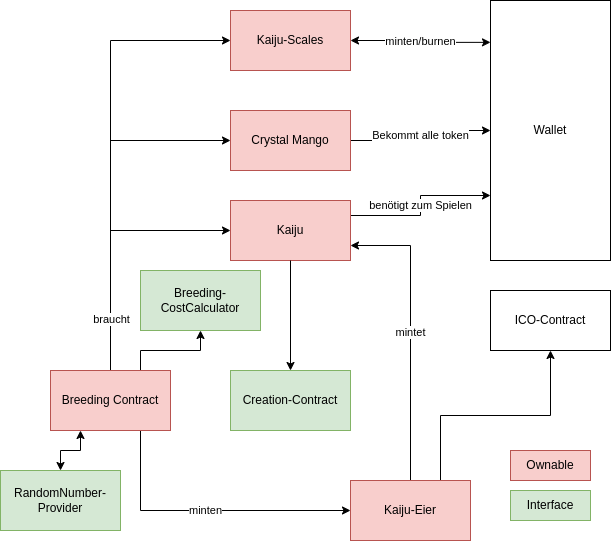 Kaiju-Scales
minten/burnen
Wallet
Crystal Mango
Bekommt alle token
benötigt zum Spielen
Kaiju
Breeding-
CostCalculator
braucht
ICO-Contract
mintet
Breeding Contract
Creation-Contract
Ownable
RandomNumber-
Provider
Interface
minten
Kaiju-Eier